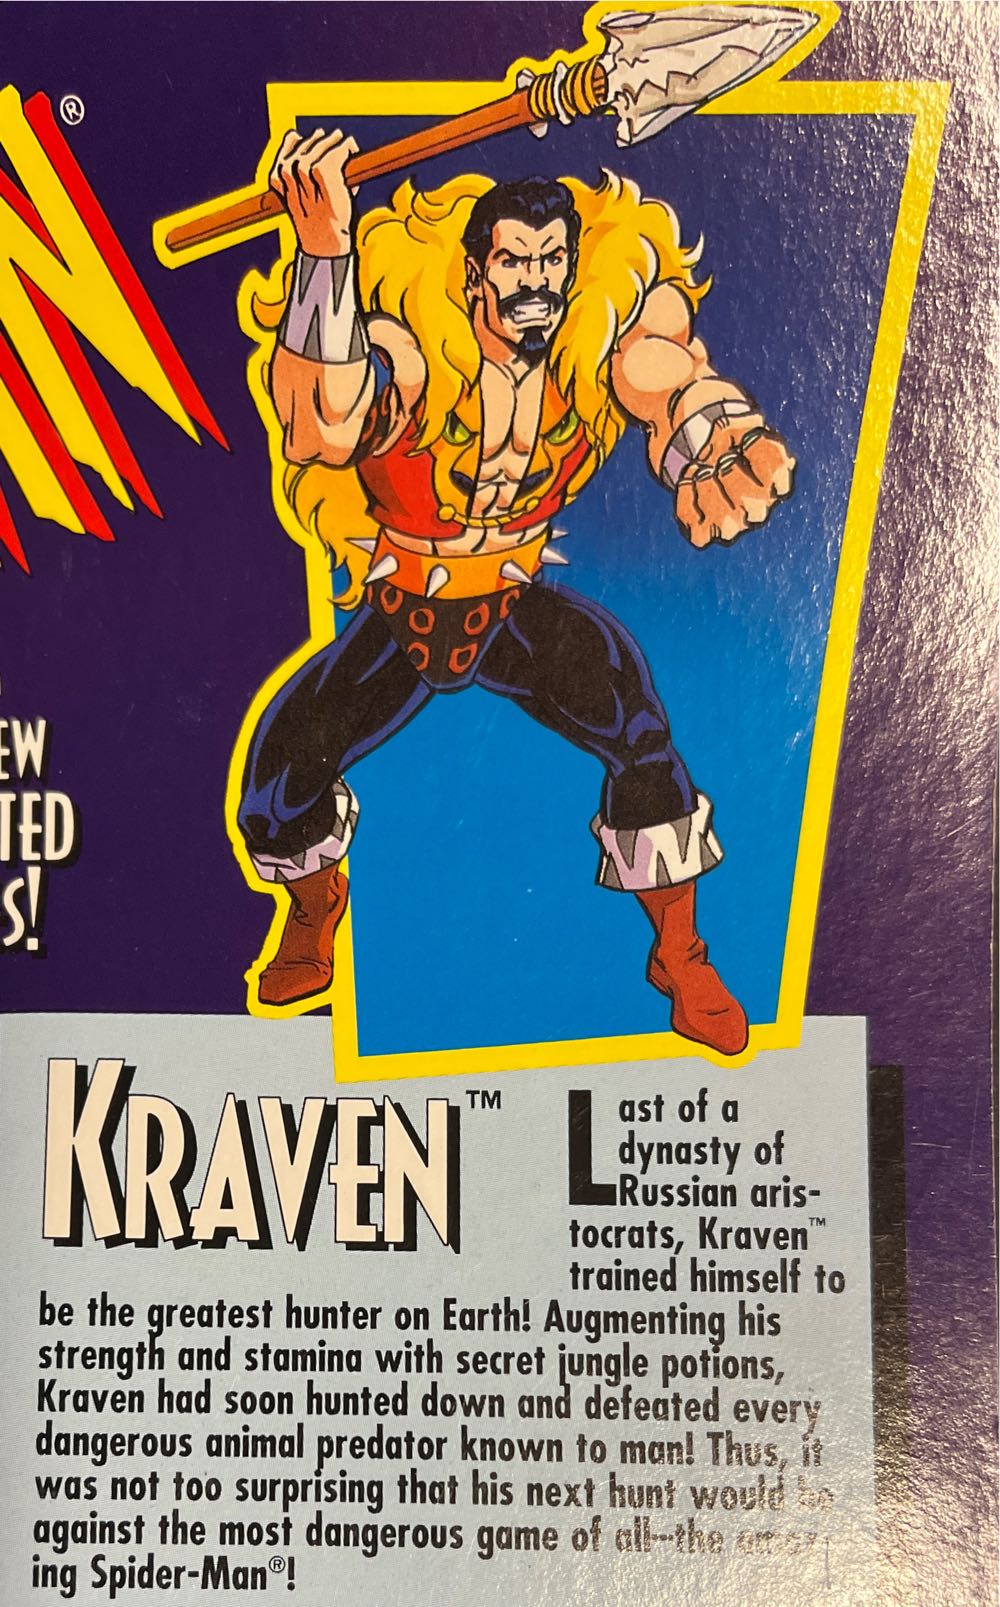 N®
EW
TED
S!
KRAVEN™
Last of a
dynasty of
Russian aris-
tocrats, Kraven™
trained himself to
be the greatest hunter on Earth! Augmenting his
strength and stamina with secret jungle potions,
Kraven had soon hunted down and defeated every
dangerous animal predator known to man! Thus, it
was not too surprising that his next hunt would be
against the most dangerous game of all--the amaz-
ing Spider-Man®!